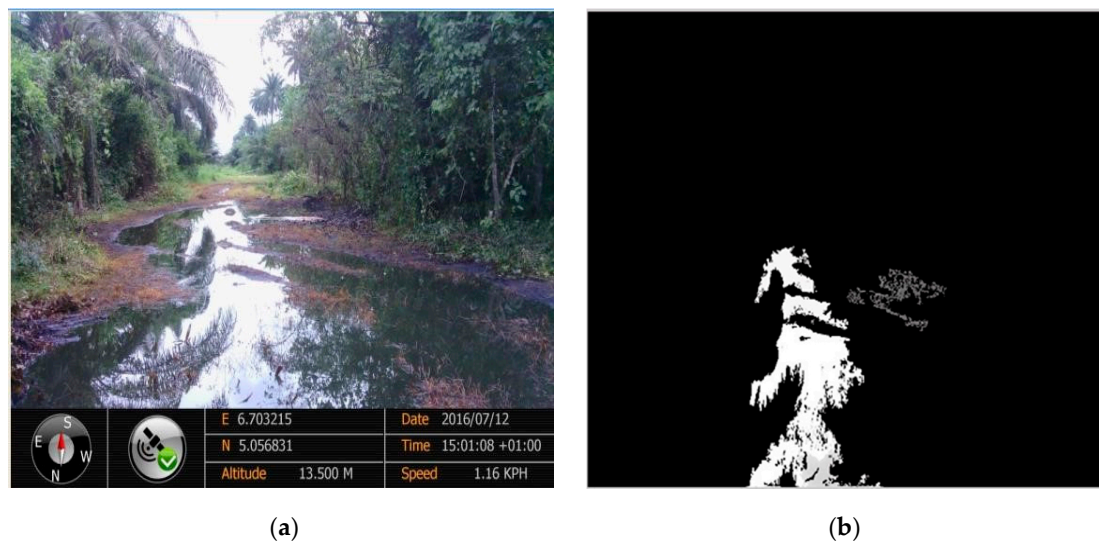 S
E
W
N
E 6.703215
N 5.056831
Altitude 13.500 M
Date 2016/07/12
Time 15:01:08 +01:00
Speed 1.16 KPH
(a)
(b)